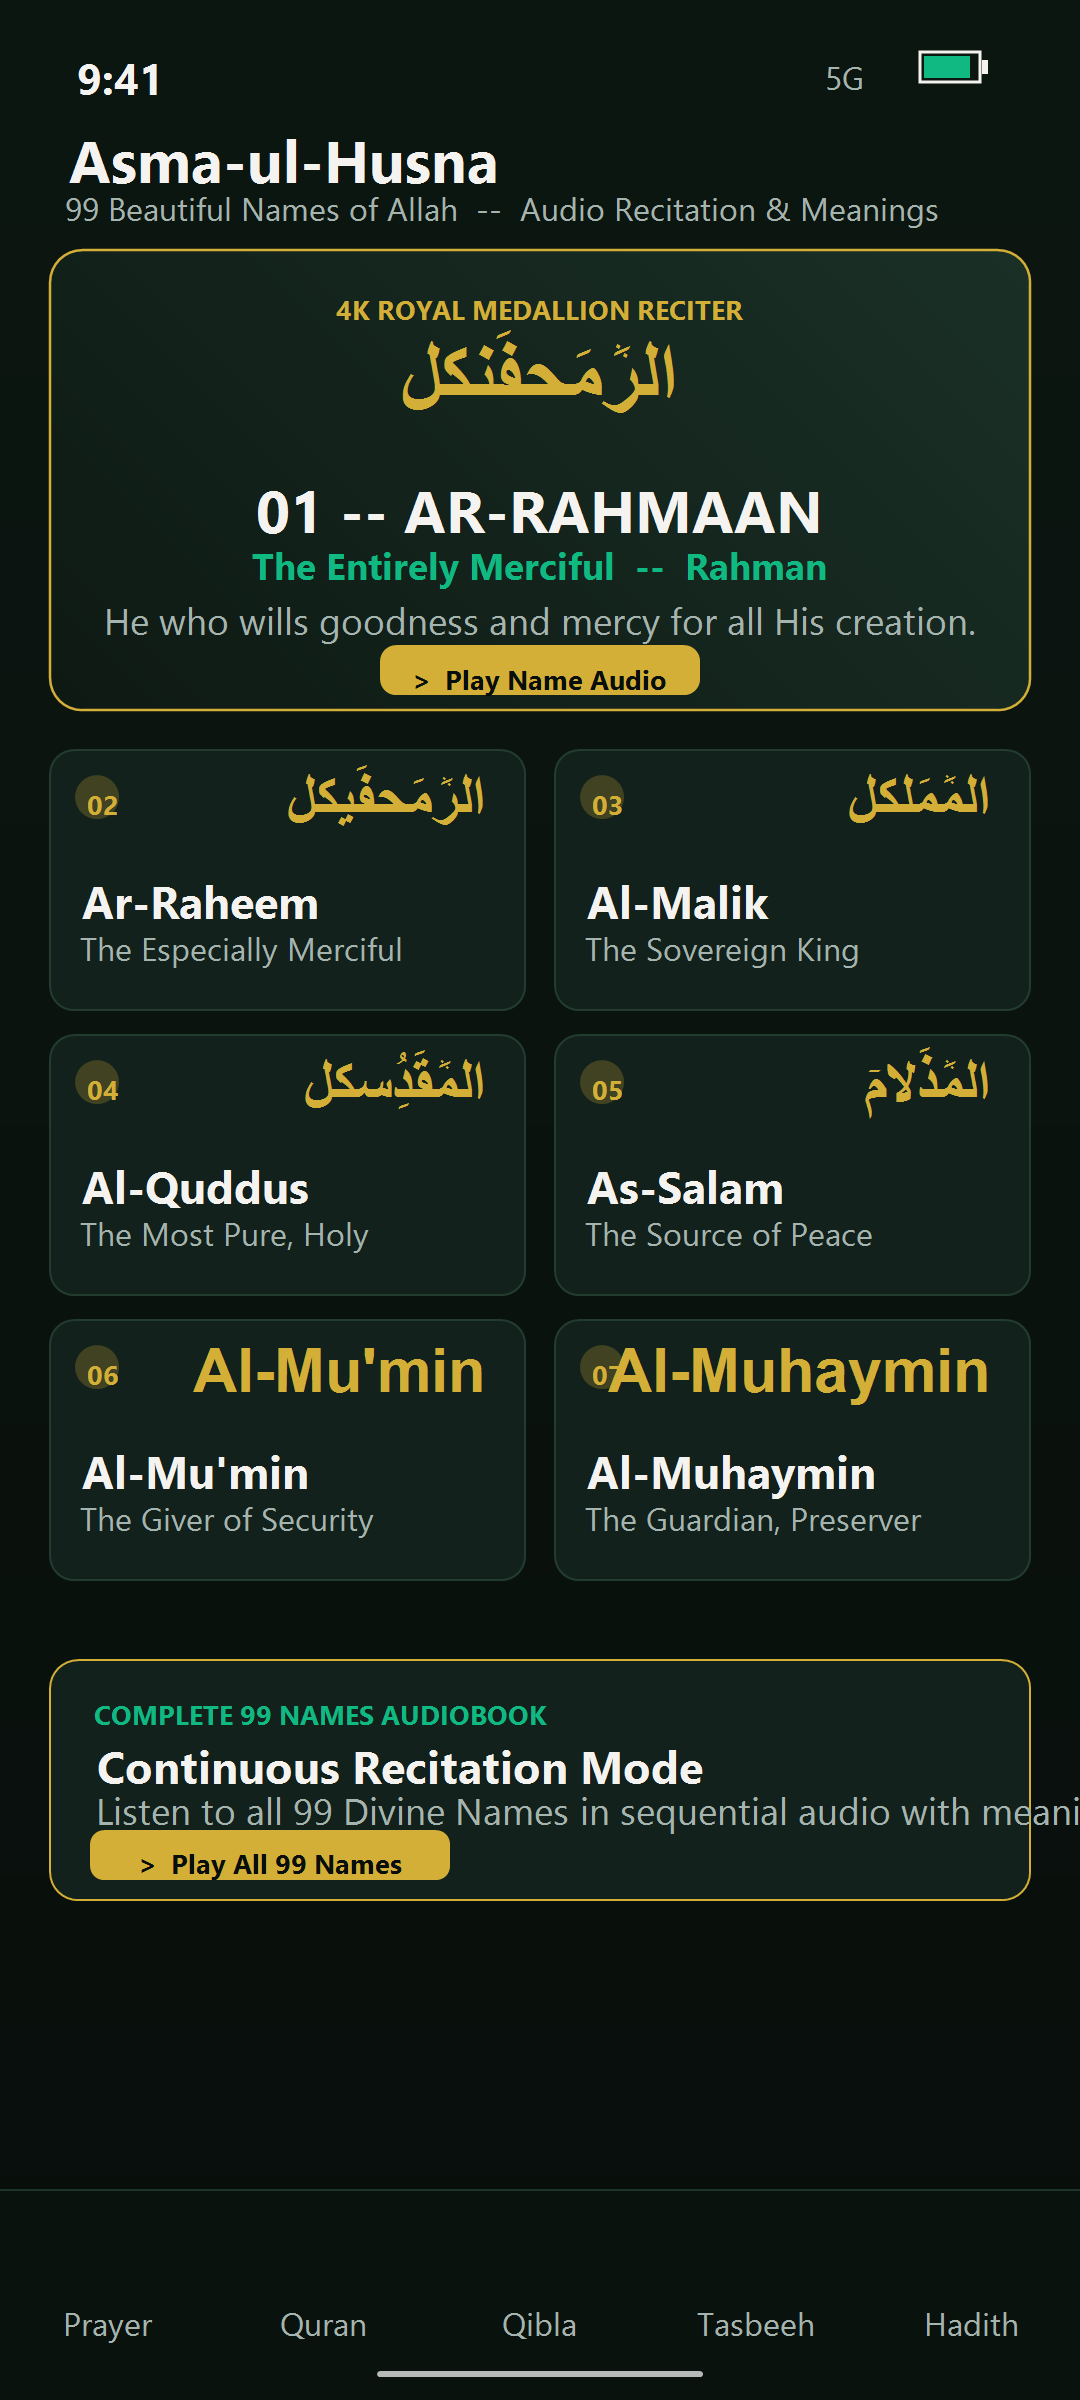 9:41
5G
Asma-ul-Husna
99 Beautiful Names of Allah -- Audio Recitation & Meanings
4K ROYAL MEDALLION RECITER
الرَّمَحفَنكل
01 -- AR-RAHMAAN
The Entirely Merciful -- Rahman
He who wills goodness and mercy for all His creation.
> Play Name Audio
02
الرَّمَحفَيكل
Ar-Raheem
The Especially Merciful
03
المَّمَلكل
Al-Malik
The Sovereign King
04
المَّقَدُِسكل
Al-Quddus
The Most Pure, Holy
05
المَّذَلامَ
As-Salam
The Source of Peace
06
Al-Mu'min
Al-Mu'min
The Giver of Security
07
Al-Muhaymin
Al-Muhaymin
The Guardian, Preserver
COMPLETE 99 NAMES AUDIOBOOK
Continuous Recitation Mode
Listen to all 99 Divine Names in sequential audio with meani
> Play All 99 Names
Prayer
Quran
Qibla
Tasbeeh
Hadith